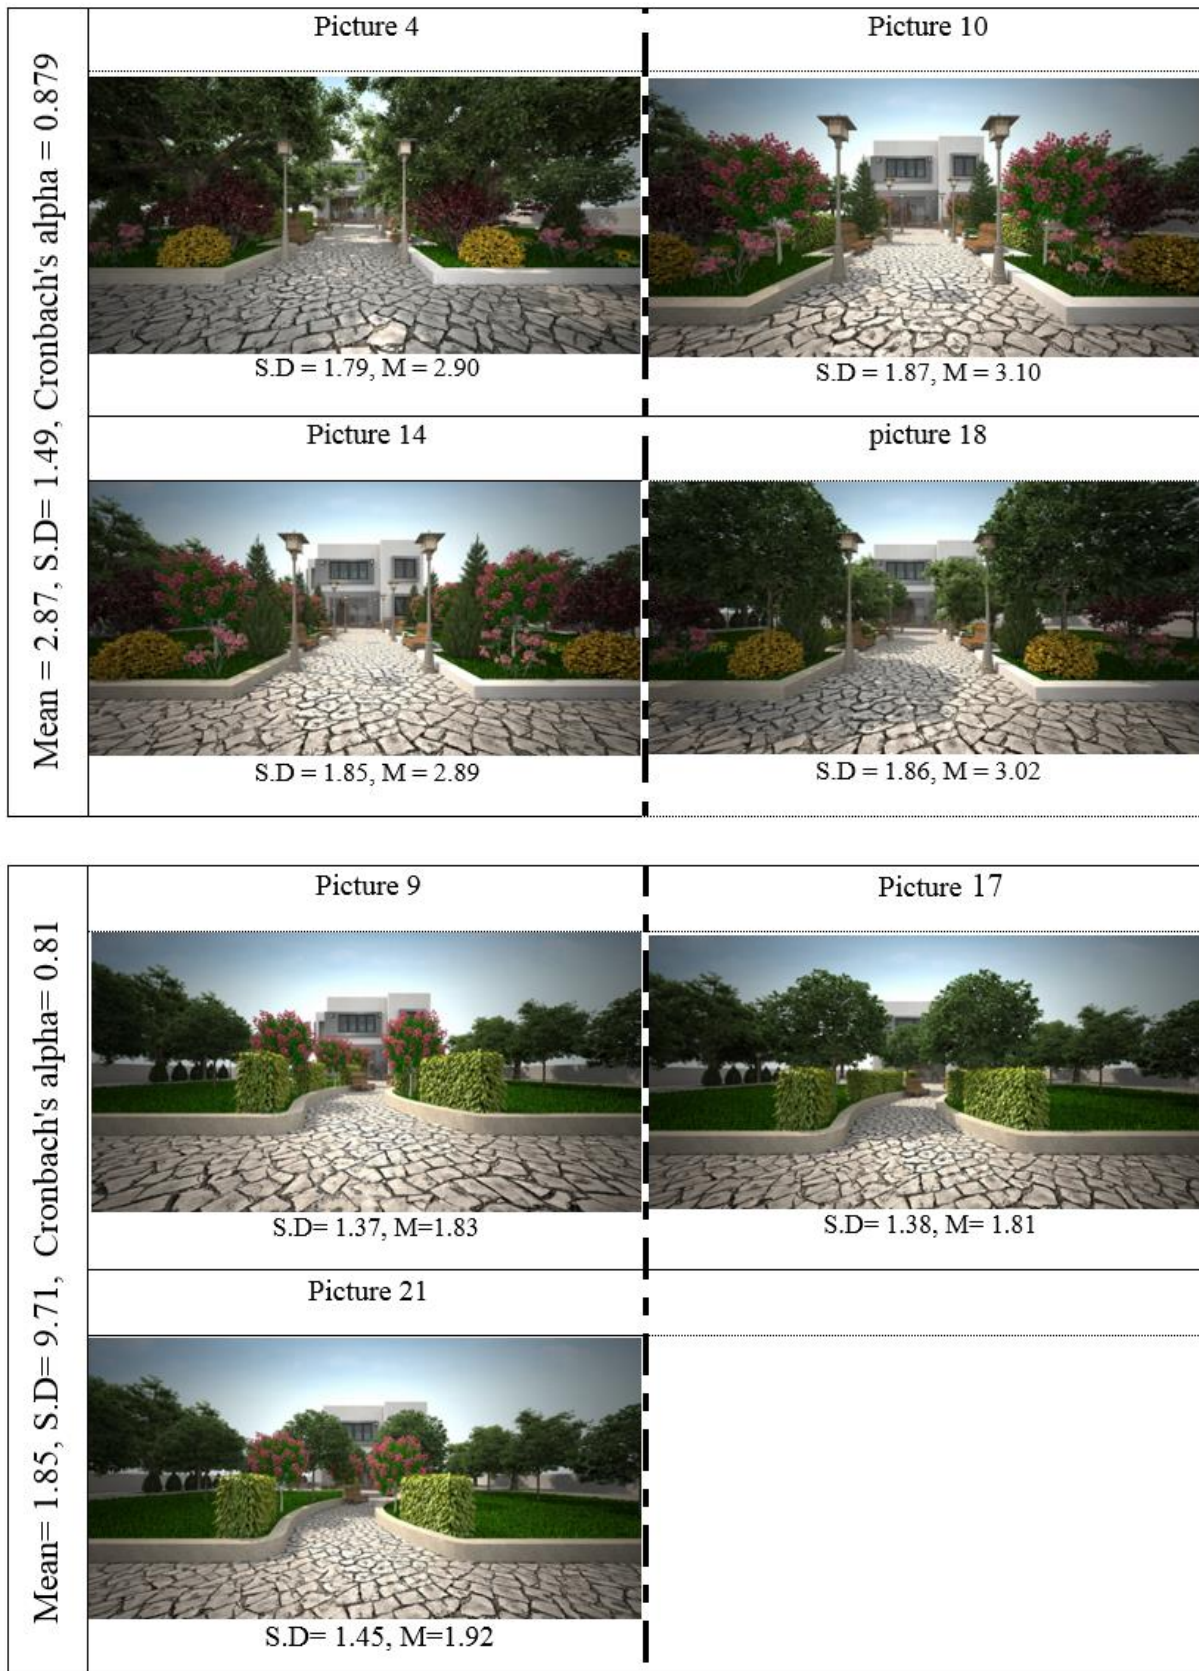 Mean = 2.87, S.D= 1.49, Cronbach's alpha = 0.879
Picture 4
Picture 10
S.D = 1.79, M = 2.90
S.D = 1.87, M = 3.10
Picture 14
picture 18
S.D = 1.85, M = 2.89
S.D = 1.86, M = 3.02
Mean= 1.85, S.D= 9.71, Cronbach's alpha= 0.81
Picture 9
Picture 17
S.D= 1.37, M=1.83
S.D= 1.38, M= 1.81
Picture 21
S.D= 1.45, M=1.92